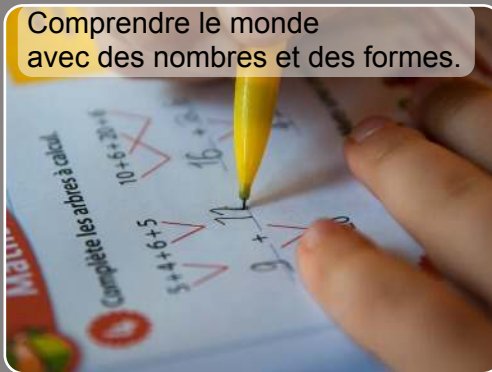 Comprendre le monde
avec des nombres et des formes.
Complète les arbres à calcul.
5+4+6+5
9 + 11
10+6+20+4
16 +